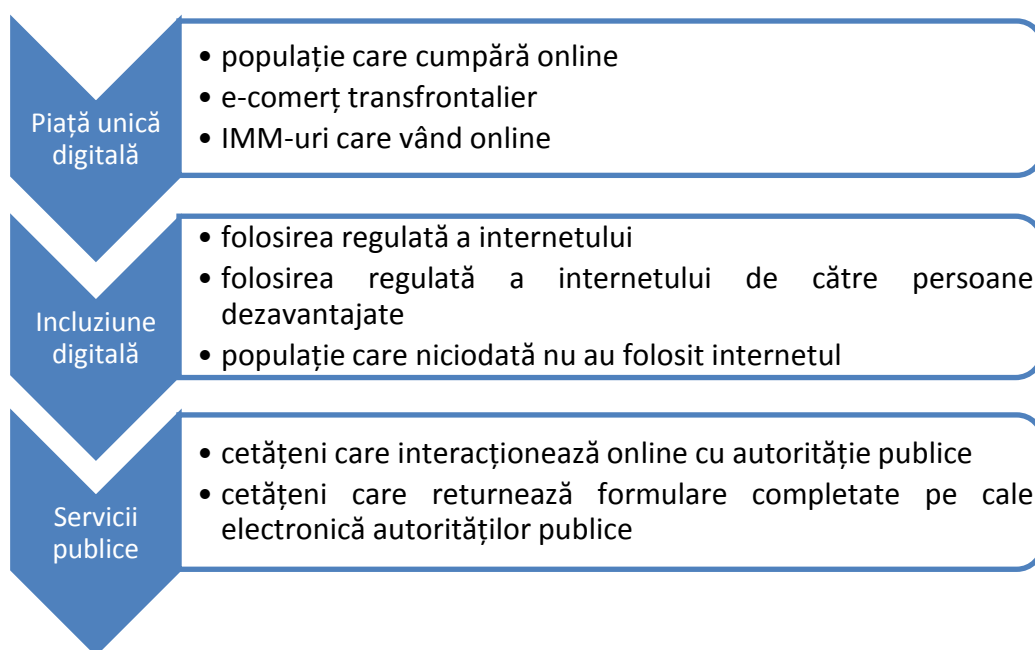 Piață unică
digitală
• populație care cumpără online
• e-comerț transfrontalier
• IMM-uri care vând online
Incluziune
digitală
• folosirea regulată a internetului
• folosirea regulată a internetului de către persoane
dezavantajate
• populație care niciodată nu au folosit internetul
Servicii
publice
• cetățeni care interacționează online cu autorităție publice
• cetățeni care returnează formulare completate pe cale
electronică autorităților publice